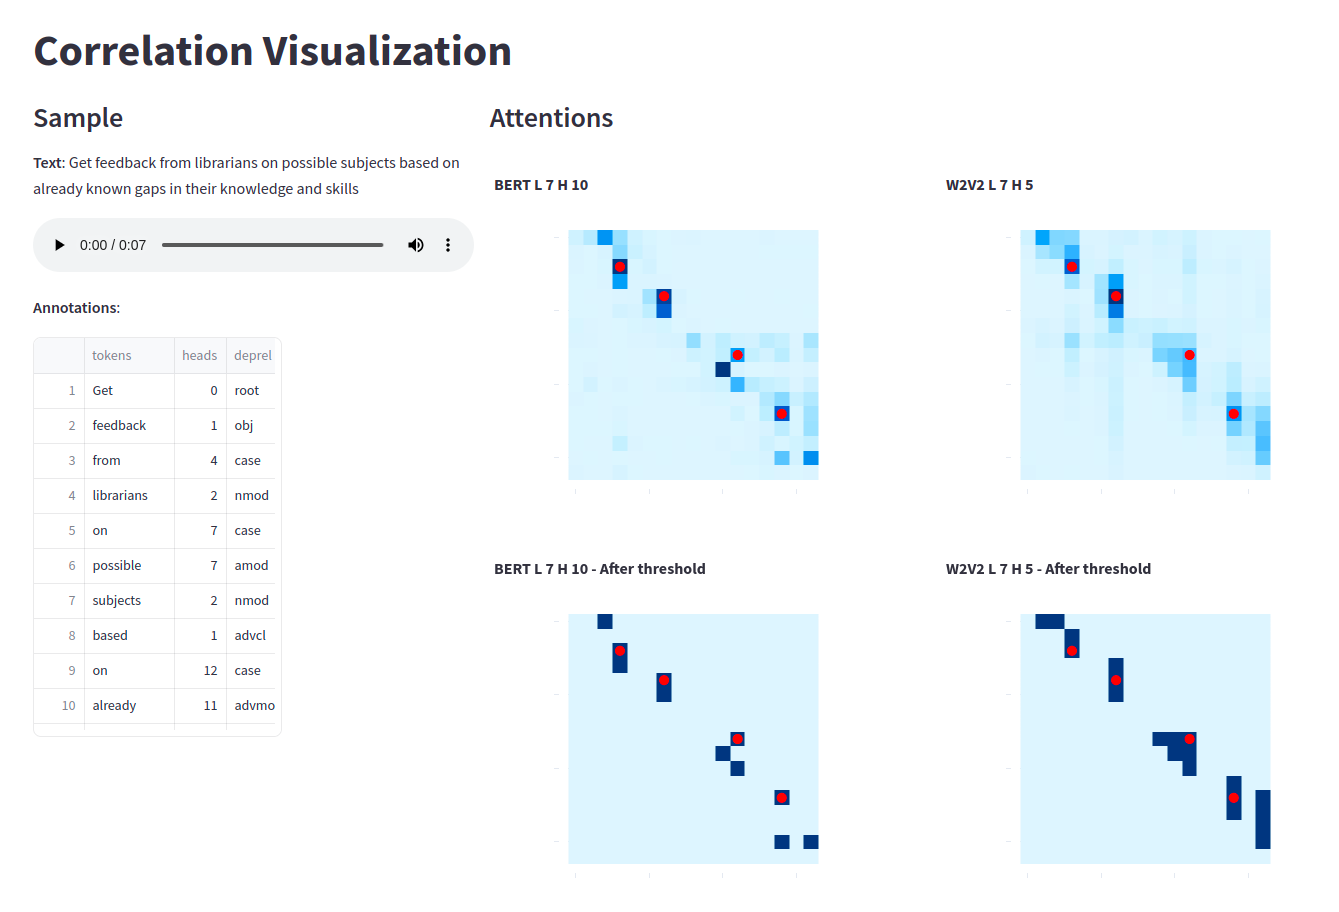 Correlation Visualization
Sample
Text: Get feedback from librarians on possible subjects based on
already known gaps in their knowledge and skills
0:00 / 0:07
Annotations:
tokens heads deprel
1 Get 0 root
2 feedback 1 obj
3 from 4 case
4 librarians 2 nmod
5 on 7 case
6 possible 7 amod
7 subjects 2 nmod
8 based 1 advcl
9 on 12 case
10 already 11 advmo
Attentions
BERT L 7 H 10
W2V2 L 7 H 5
BERT L 7 H 10 - After threshold
W2V2 L 7 H 5 - After threshold